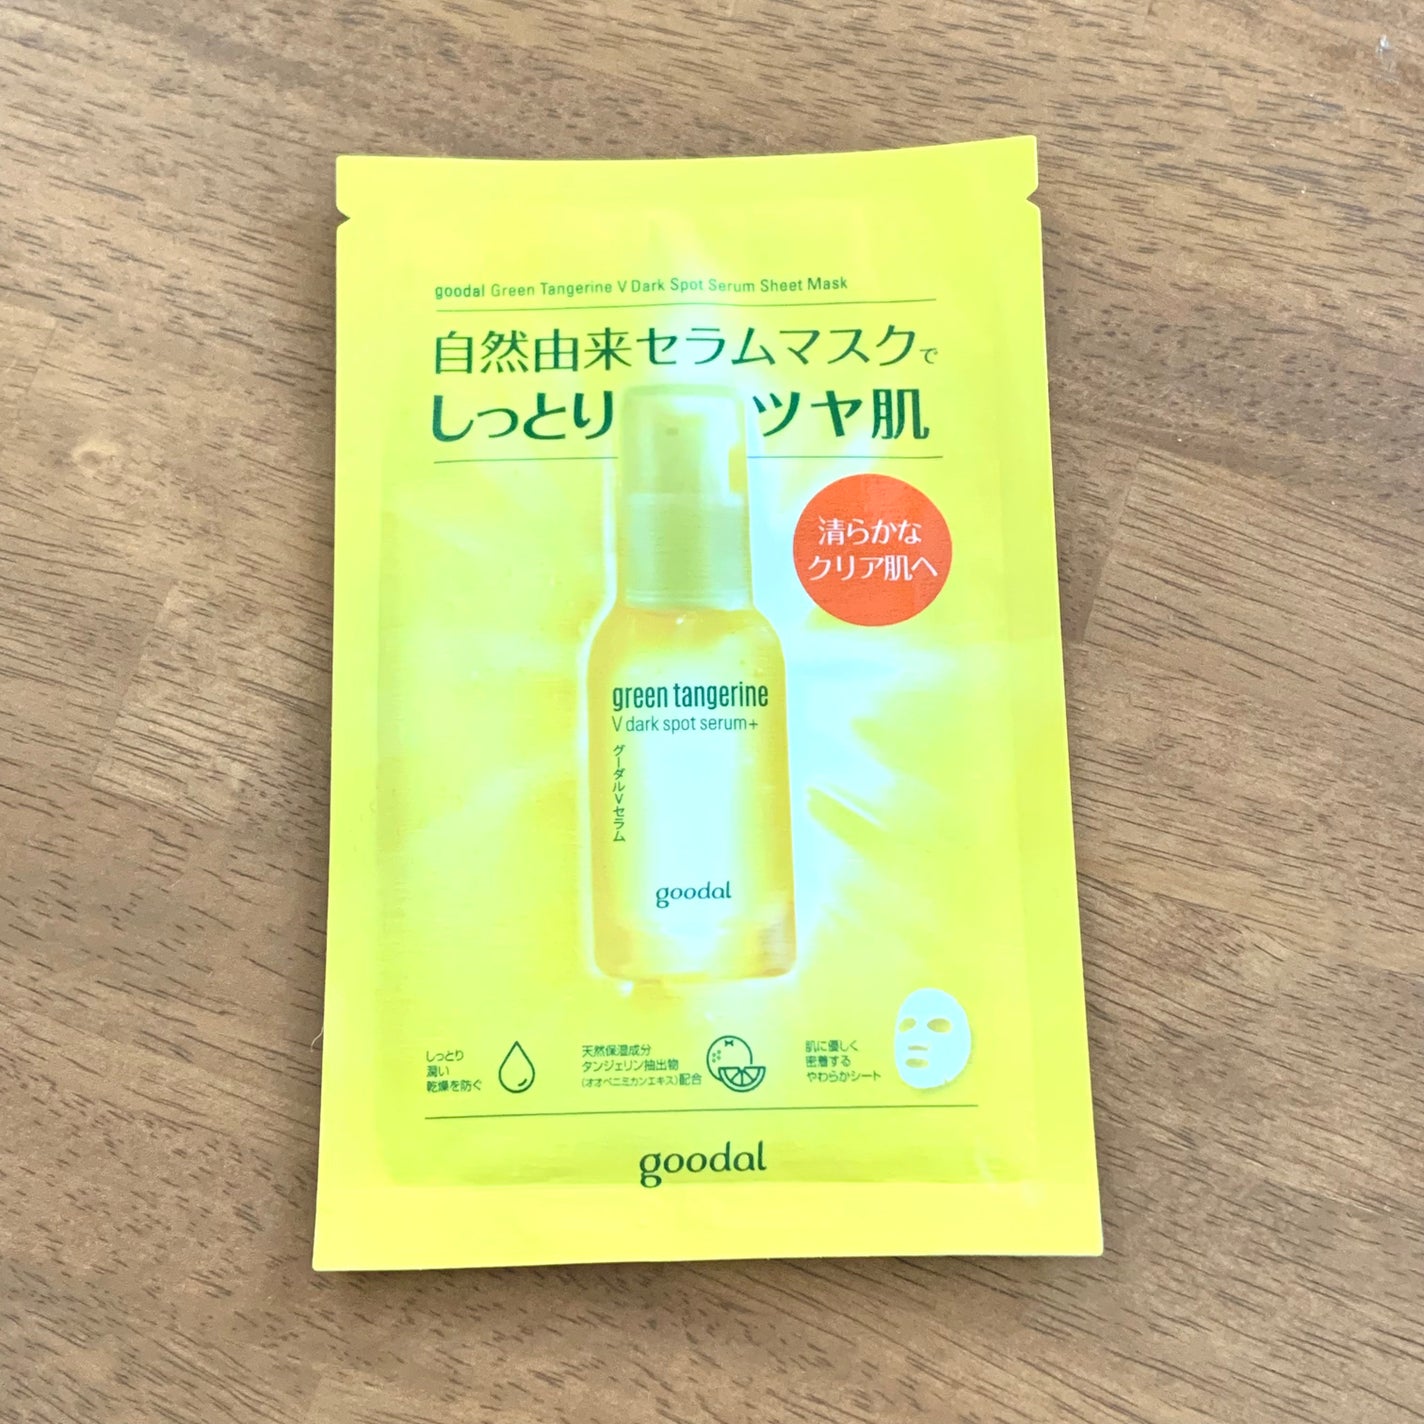 goodal Green Tangerine V Dark Spot Serum Sheet Mask
自然由来セラムマスクで
しっとり ツヤ肌
清らかな
クリア肌へ
green tangerine
V dark spot serum+
グーダルVセラム
goodal
しっとり
潤い
乾燥を防ぐ
天然保湿成分
タンジェリン抽出物
(オオベニミカンエキス)配合
肌に優しく
密着する
やわらかシート
goodal